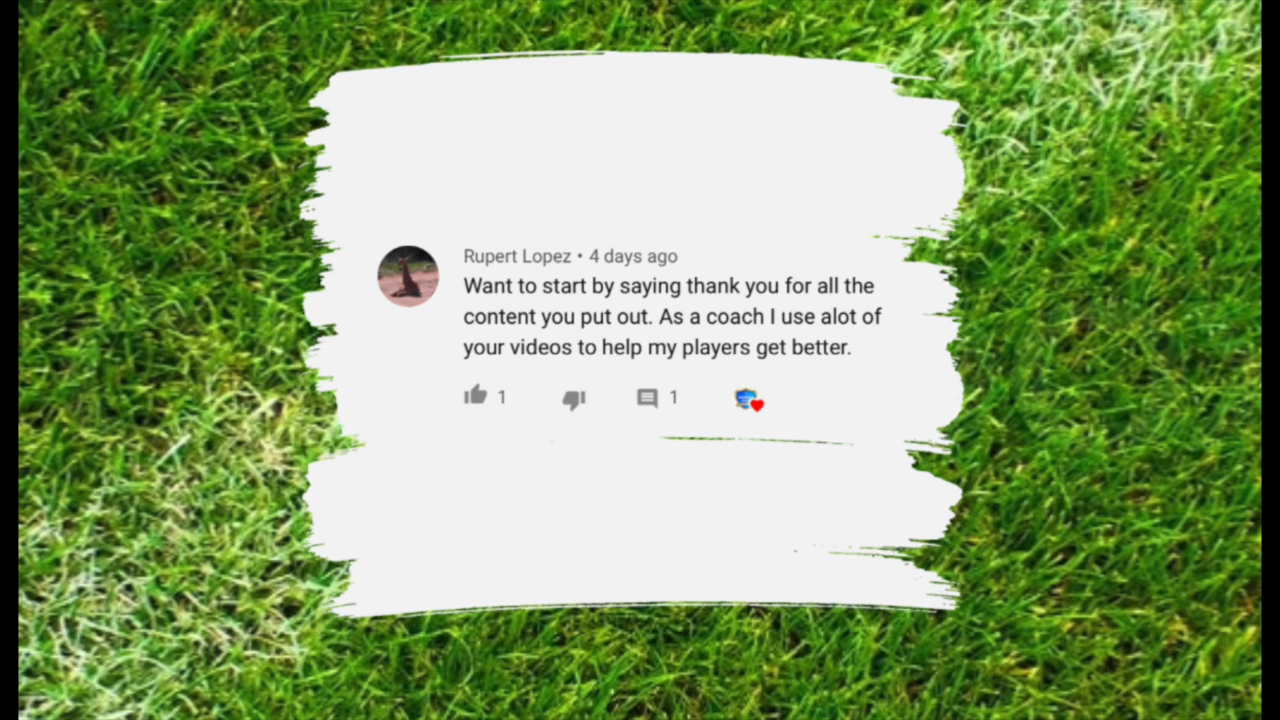 Rupert Lopez • 4 days ago
Want to start by saying thank you for all the
content you put out. As a coach I use alot of
your videos to help my players get better.
1 1